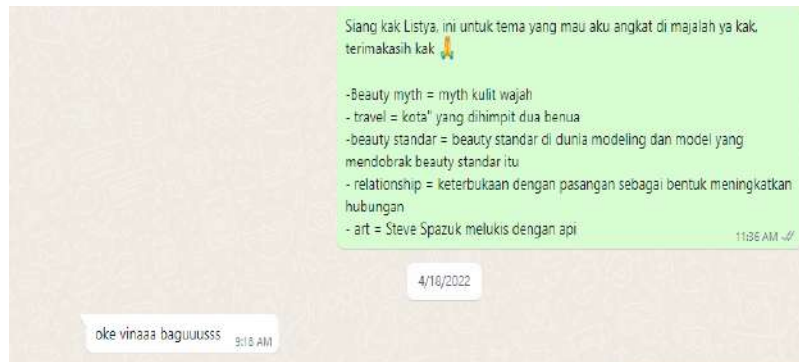 Siang kak Listya, ini untuk tema yang mau aku angkat di majalah ya kak,
terimakasih kak 🙏
-Beauty myth = myth kulit wajah
- travel = kota" yang dihimpit dua benua
-beauty standar = beauty standar di dunia modeling dan model yang
mendobrak beauty standar itu
- relationship = keterbukaan dengan pasangan sebagai bentuk meningkatkan
hubungan
- art = Steve Spazuk melukis dengan api
11:36 AM
4/18/2022
oke vinaaa baguuusss
9:18 AM